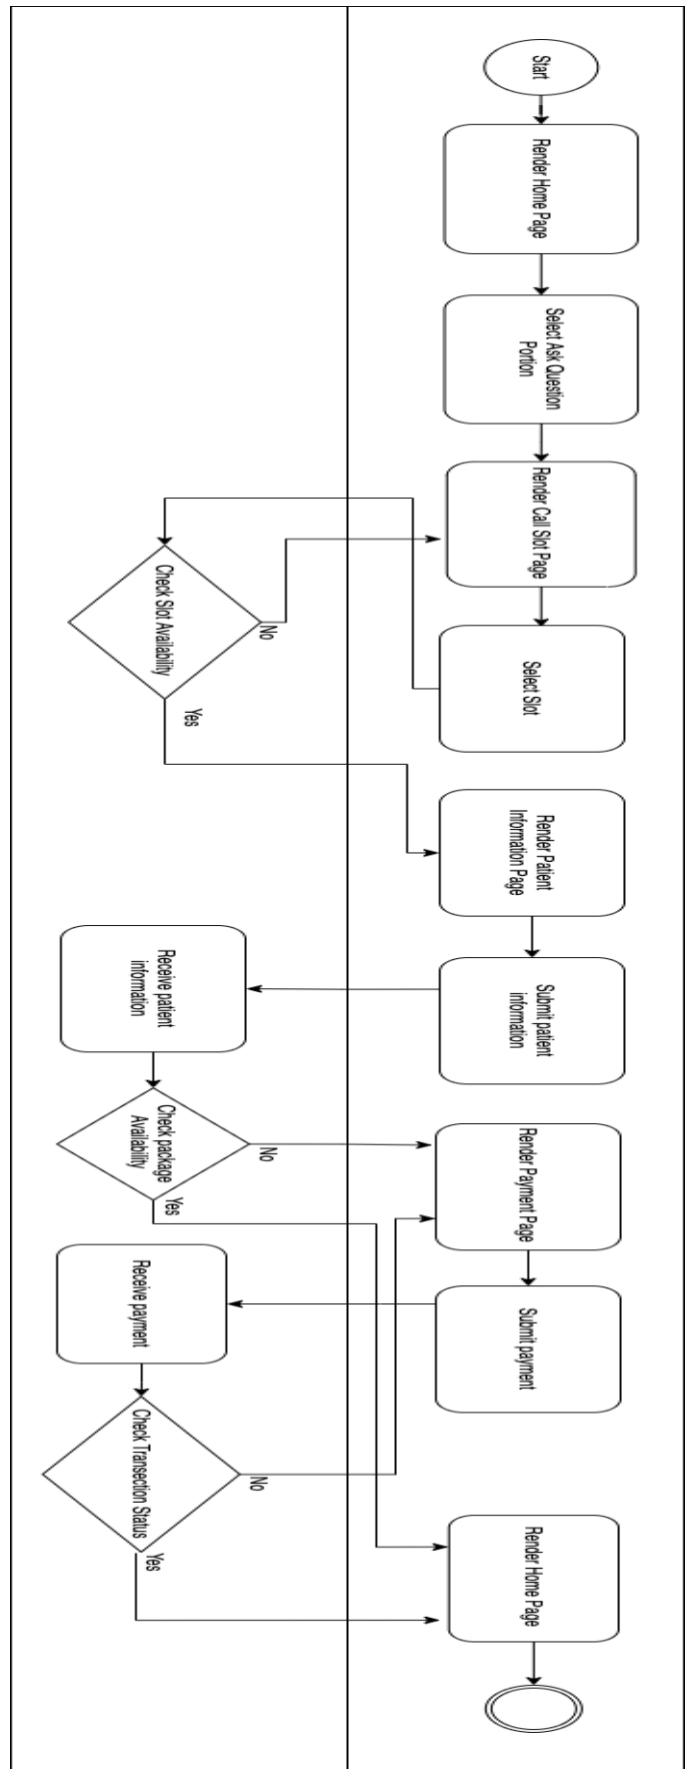 Start
Render Home Page
Select Ask Question
Portion
Render Call Slot Page
Select Slot
Check Slot Availability
No
Yes
Render Patient
Information Page
Submit patient
information
Receive patient
information
Check package
Availability
No
Yes
Render Payment Page
Submit payment
Receive payment
Check Transection Status
No
Yes
Render Home Page